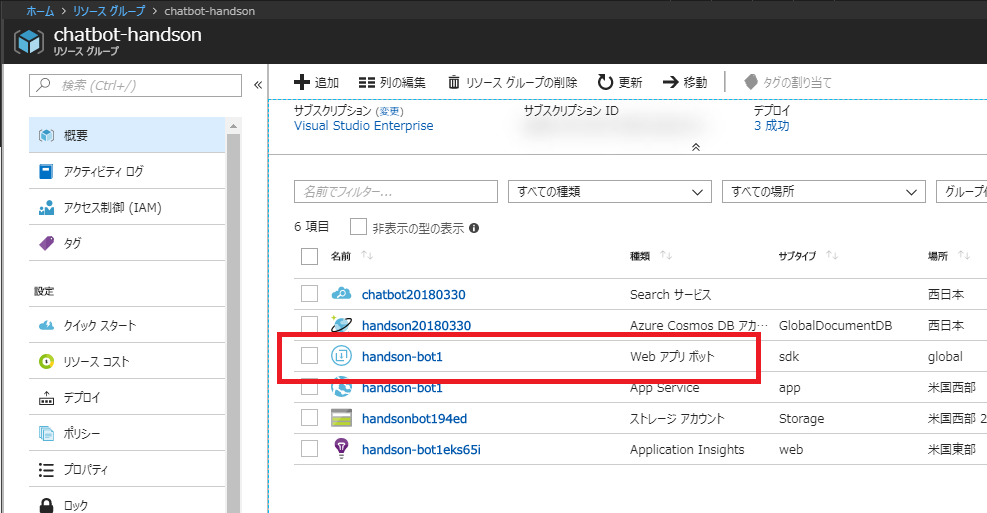 ホーム > リソース グループ > chatbot-handson
chatbot-handson
リソース グループ
検索 (Ctrl+/)
概要
アクティビティ ログ
アクセス制御 (IAM)
タグ
設定
クイック スタート
リソース コスト
デプロイ
ポリシー
プロパティ
ロック
追加 列の編集 リソース グループの削除 更新 移動 タグの割り当て
サブスクリプション (変更) サブスクリプション ID デプロイ
Visual Studio Enterprise 3 成功
名前でフィルター... すべての種類 すべての場所
6 項目 非表示の型の表示
名前 種類 サブタイプ 場所
chatbot20180330 Search サービス 西日本
handson20180330 Azure Cosmos DB アカ… GlobalDocumentDB 西日本
handson-bot1 Web アプリ ボット sdk global
handson-bot1 App Service app 米国西部
handsonbot194ed ストレージ アカウント Storage 米国西部 2
handson-bot1eks65i Application Insights web 米国東部